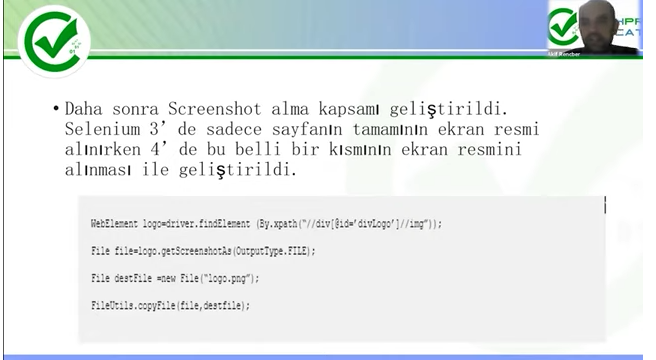 HPR
CAT
Akif Rençber
• Daha sonra Screenshot alma kapsamı geliştirildi.
Selenium 3’ de sadece sayfanın tamamının ekran resmi
alınırken 4’ de bu belli bir kısmının ekran resmini
alınması ile geliştirildi.
WebElement logo=driver.findElement (By.xpath(“//div[@id=’divLogo’]//img”));
File file=logo.getScreenshotAs(OutputType.FILE);
File destFile =new File(“logo.png”);
FileUtils.copyFile(file,destfile);